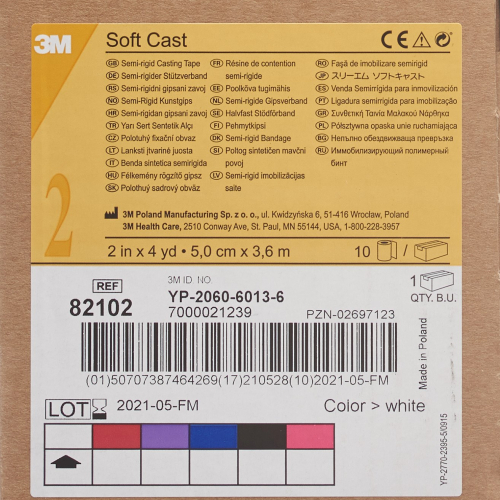 3M
Soft Cast
GB Semi-rigid Casting Tape
DE Semi-rigider Stützverband
RS Semi-rigidni gipsani zavoj
NO Semi-Rigid Kunstgips
HR Semi-rigidan gipsani zavoj
TR Yarı Sert Sentetik Alçı
CZ Polotuhý fixační obvaz
LT Lanksti įtvarinė juosta
IT Benda sintetica semirigida
HU Félkemény rögzítő gipsz
SK Polothuý sadrový obväz
FR Résine de contention
semi-rigide
EE Poolkõva tugimähis
NL Semi-rigide Gipsverband
SE Halvfast Stödförband
FI Pehmytkipsi
DK Semi-rigid Bandage
SI Poltog sintetičen mavčni
povoj
LV Semi-rigid imobilizācijas
saite
RO Fașă de imobilizare semirigid
JP スリーエム ソフトキャスト
ES Venda Semirrígida para inmovilización
PT Ligadura semirrígida para imobilização
GR Συνθετική Ταινία Μαλακού Νάρθηκα
PL Półsztywna opaska unie ruchamiająca
BG Непълно обездвижваща превръзка
RU Иммобилизирующий полимерный
бинт
2
3M Poland Manufacturing Sp. z o. o., ul. Kwidzyńska 6, 51-416 Wrocław, Poland
3M Health Care, 2510 Conway Ave, St. Paul, MN 55144, USA, 1-800-228-3957
2 in x 4 yd • 5,0 cm x 3,6 m
10 /
REF
82102
3M ID. NO.
YP-2060-6013-6
7000021239
PZN-02697123
1
QTY. B.U.
(01)50707387464269(17)210528(10)2021-05-FM
LOT
2021-05-FM
Color > white
Made in Poland
YP-2770-2395-5/0915